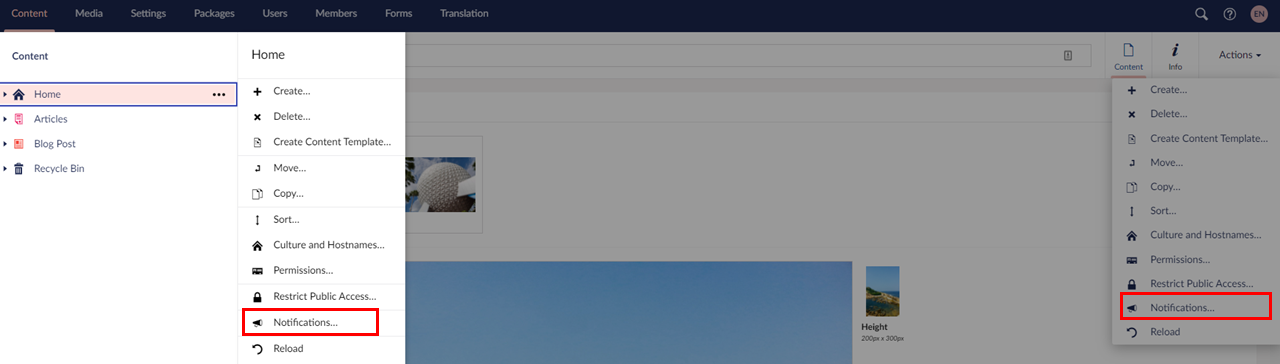 Content Media Settings Packages Users Members Forms Translation EN
Content
Home
Articles
Blog Post
Recycle Bin
Home
Create...
Delete...
Create Content Template...
Move...
Copy...
Sort...
Culture and Hostnames...
Permissions...
Restrict Public Access...
Notifications...
Reload
Height
200px x 300px
Content Info Actions
Create...
Delete...
Create Content Template...
Move...
Copy...
Sort...
Culture and Hostnames...
Permissions...
Restrict Public Access...
Notifications...
Reload